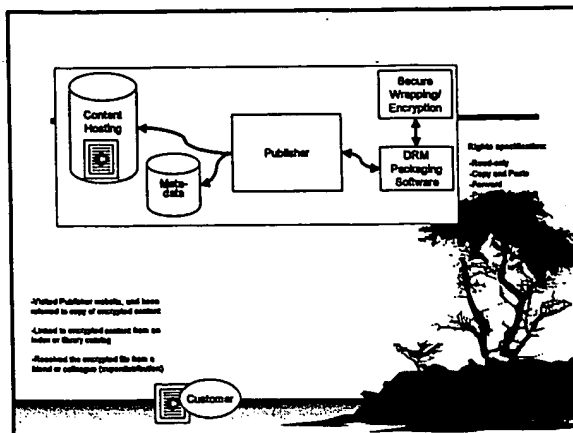 Secure
Wrapping/
Encryption
Content
Hosting
Publisher
DRM
Packaging
Software
Meta-
data
Rights specification:
-Read-only
-Copy and Paste
-Forward
-Visited Publisher website, and been
referred to copy of encrypted content
-Linked to encrypted content from an
index or library catalog
-Received the encrypted file from a
friend or colleague (superdistribution)
Customer